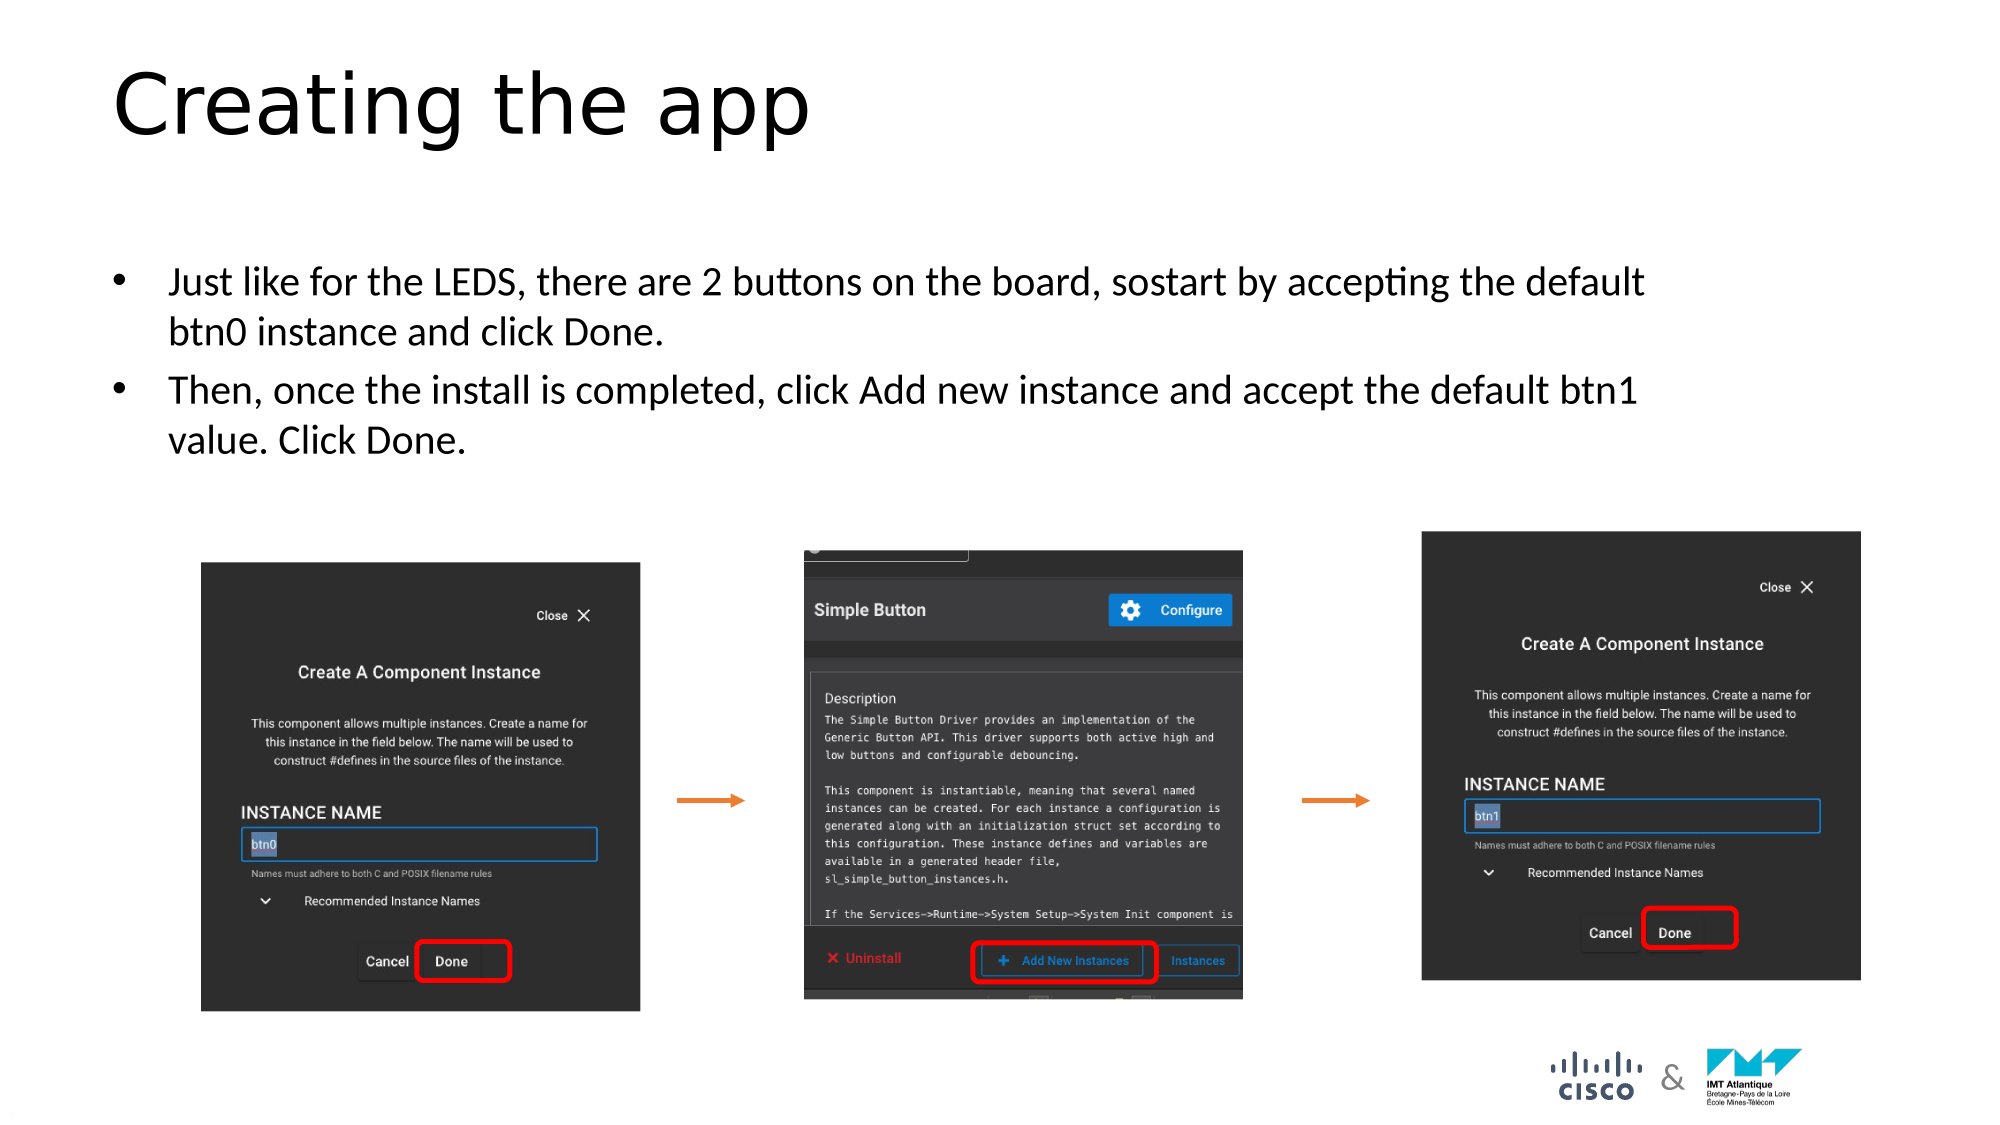 Creating the app
• Just like for the LEDS, there are 2 buttons on the board, sostart by accepting the default
btn0 instance and click Done.
• Then, once the install is completed, click Add new instance and accept the default btn1
value. Click Done.
Close
Create A Component Instance
This component allows multiple instances. Create a name for
this instance in the field below. The name will be used to
construct #defines in the source files of the instance.
INSTANCE NAME
btn0
Names must adhere to both C and POSIX filename rules
Recommended Instance Names
Cancel Done
Simple Button Configure
Description
The Simple Button Driver provides an implementation of the
Generic Button API. This driver supports both active high and
low buttons and configurable debouncing.
This component is instantiable, meaning that several named
instances can be created. For each instance a configuration is
generated along with an initialization struct set according to
this configuration. These instance defines and variables are
available in a generated header file,
sl_simple_button_instances.h.
If the Services->Runtime->System Setup->System Init component is
Uninstall Add New Instances Instances
Close
Create A Component Instance
This component allows multiple instances. Create a name for
this instance in the field below. The name will be used to
construct #defines in the source files of the instance.
INSTANCE NAME
btn1
Names must adhere to both C and POSIX filename rules
Recommended Instance Names
Cancel Done
CISCO & IMT Atlantique
Bretagne-Pays de la Loire
École Mines-Télécom